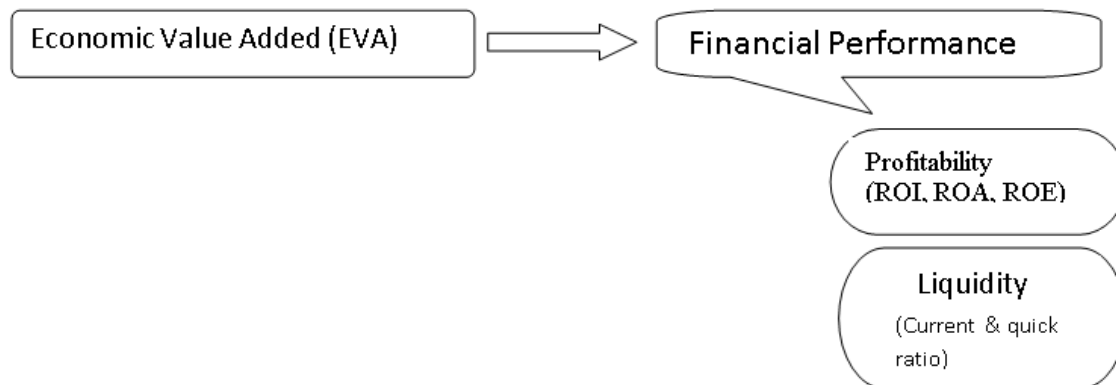 Economic Value Added (EVA)
Financial Performance
Profitability
(ROI, ROA, ROE)
Liquidity
(Current & quick
ratio)